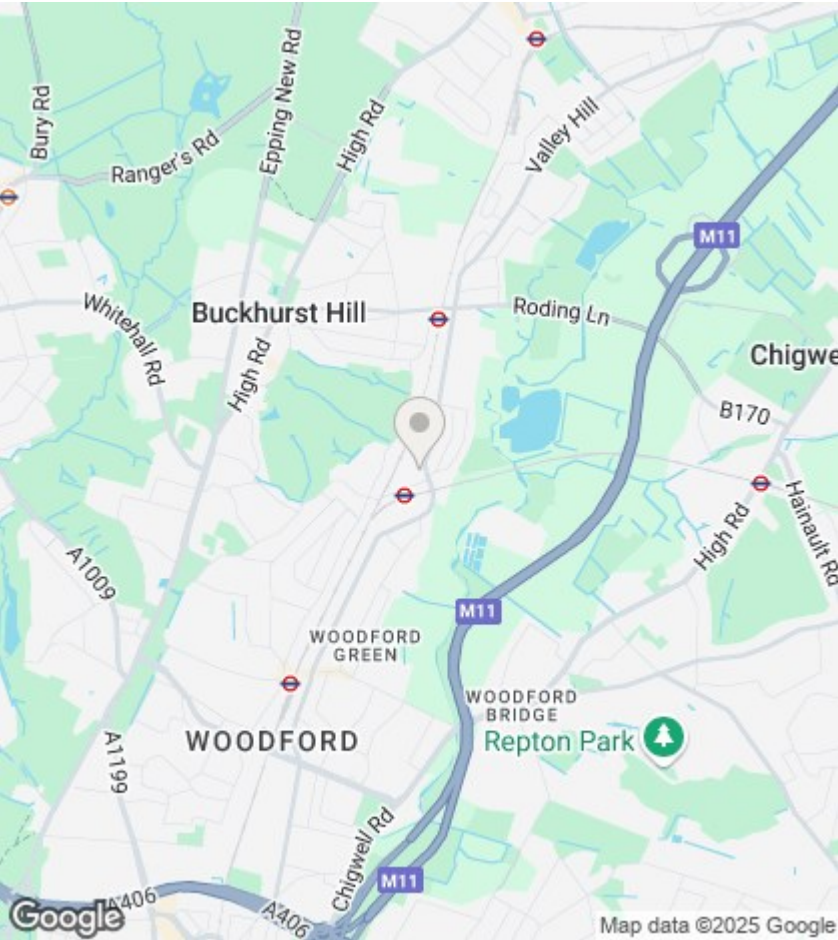 Bury Rd
Epping New Rd
High Rd
Ranger's Rd
Valley Hill
M11
Whitehall Rd
Buckhurst Hill
Roding Ln
High Rd
Chigwe
B170
High Rd
Hainault Rd
A1009
M11
WOODFORD
GREEN
WOODFORD
BRIDGE
WOODFORD
Repton Park
A1199
Chigwell Rd
M11
A406
A406
Google
Map data ©2025 Google